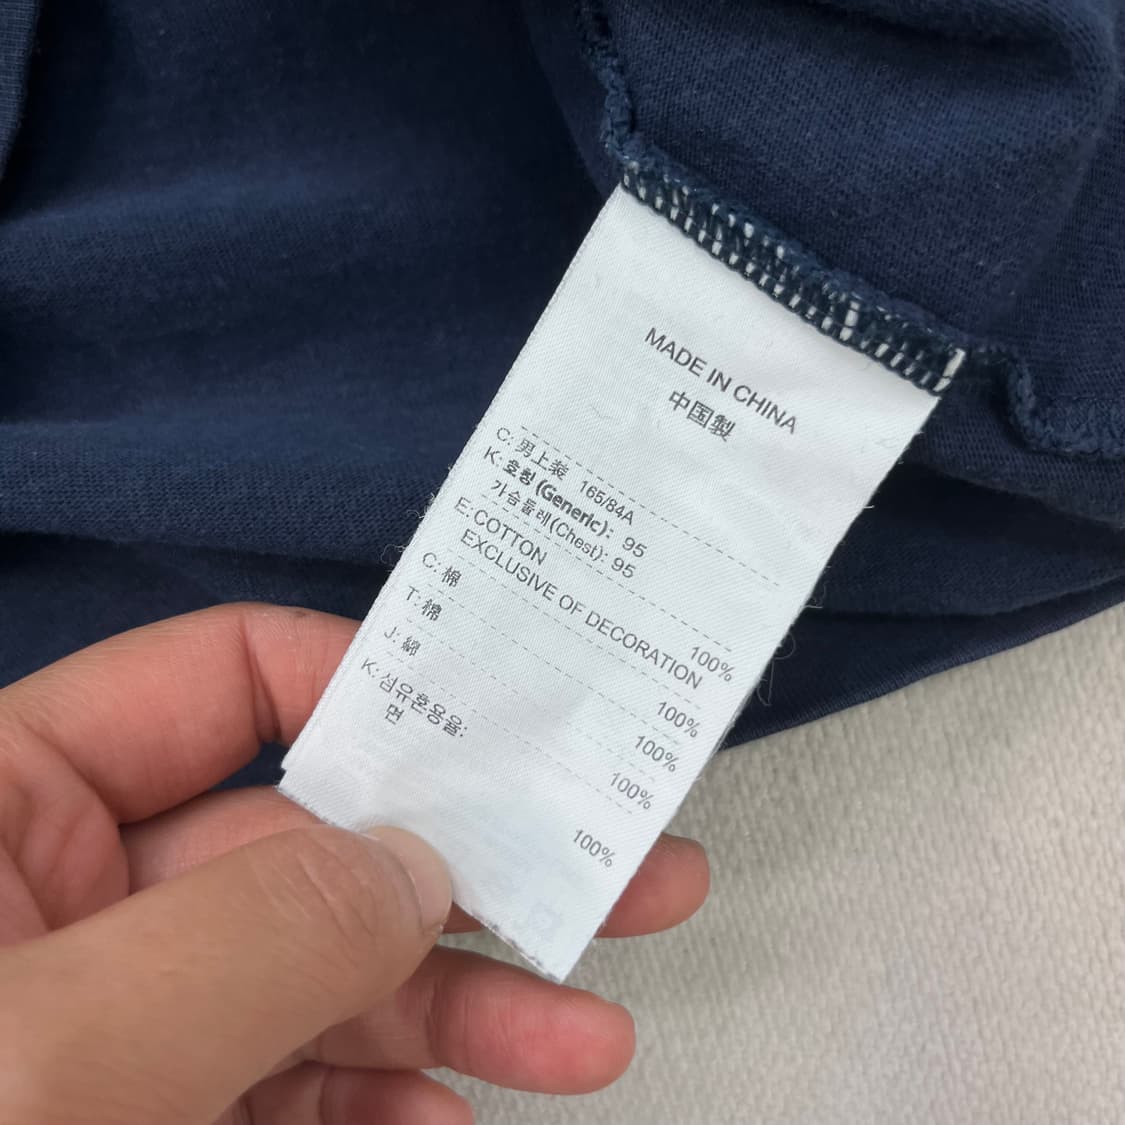 MADE IN CHINA
中国製
C: 男上装 165/84A
K: 호칭 (Generic): 95
가슴둘레(Chest): 95
E: COTTON 100%
EXCLUSIVE OF DECORATION
C: 棉 100%
T: 棉 100%
J: 綿 100%
K: 섬유혼용율:
면 100%